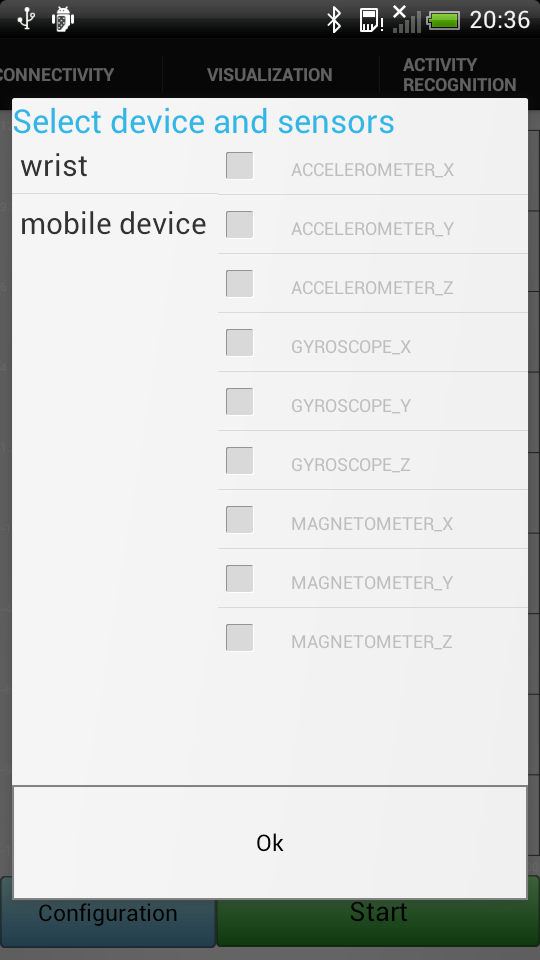 20:36
ONNECTIVITY
VISUALIZATION
ACTIVITY
RECOGNITION
Select device and sensors
wrist
mobile device
ACCELEROMETER_X
ACCELEROMETER_Y
ACCELEROMETER_Z
GYROSCOPE_X
GYROSCOPE_Y
GYROSCOPE_Z
MAGNETOMETER_X
MAGNETOMETER_Y
MAGNETOMETER_Z
Ok
Configuration
Start